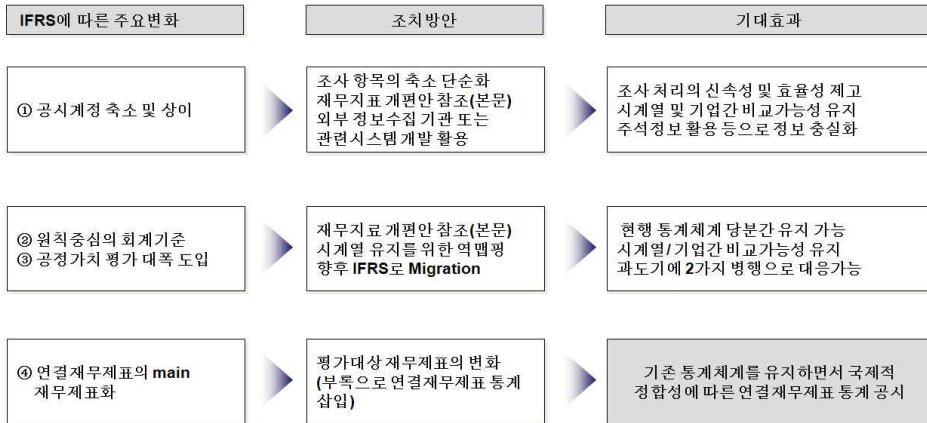 IFRS에 따른 주요변화
조치방안
기대효과
① 공시계정 축소 및 상이
조사 항목의 축소 단순화
재무지표 개편안 참조(본문)
외부 정보수집 기관 또는
관련시스템 개발 활용
조사 처리의 신속성 및 효율성 제고
시계열 및 기업간 비교가능성 유지
주석정보 활용 등으로 정보 충실화
② 원칙중심의 회계기준
③ 공정가치 평가 대폭 도입
재무지료 개편안 참조(본문)
시계열 유지를 위한 역맵핑
향후 IFRS로 Migration
현행 통계체계 당분간 유지 가능
시계열/기업간 비교가능성 유지
과도기에 2가지 병행으로 대응가능
④ 연결재무제표의 main
재무제표화
평가대상 재무제표의 변화
(부록으로 연결재무제표 통계
삽입)
기존 통계체계를 유지하면서 국제적
정합성에 따른 연결재무제표 통계 공시